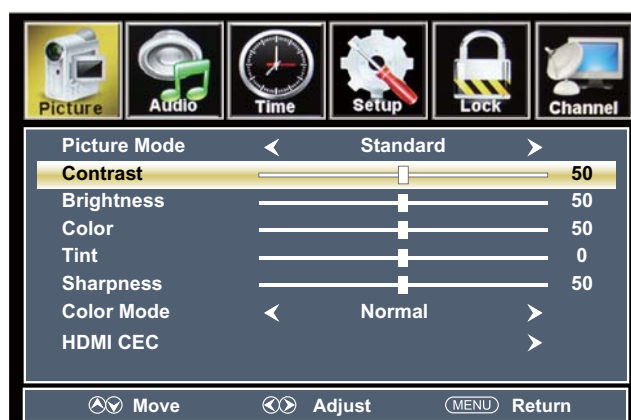 Picture Audio Time Setup Lock Channel
Picture Mode Standard
Contrast 50
Brightness 50
Color 50
Tint 0
Sharpness 50
Color Mode Normal
HDMI CEC
Move Adjust MENU Return